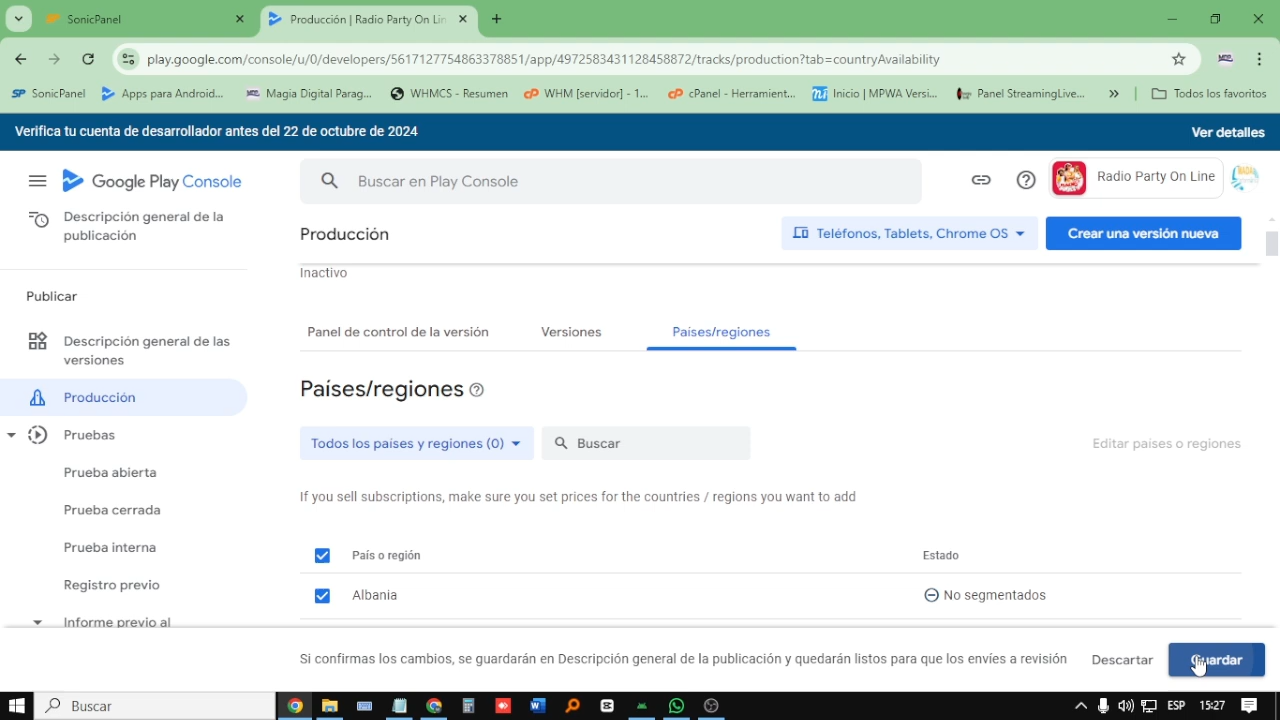 SonicPanel
Producción | Radio Party On Lin
play.google.com/console/u/0/developers/5617127754863378851/app/4972583431128458872/tracks/production?tab=countryAvailability
SonicPanel
Apps para Android...
Magia Digital Parag...
WHMCS - Resumen
WHM [servidor] - 1...
cPanel - Herramient...
Inicio | MPWA Versi...
Panel StreamingLive...
Todos los favoritos
Verifica tu cuenta de desarrollador antes del 22 de octubre de 2024
Ver detalles
Google Play Console
Buscar en Play Console
Radio Party On Line
Descripción general de la
publicación
Producción
Teléfonos, Tablets, Chrome OS
Crear una versión nueva
Inactivo
Publicar
Panel de control de la versión
Versiones
Países/regiones
Descripción general de las
versiones
Países/regiones
Producción
Pruebas
Todos los países y regiones (0)
Buscar
Editar países o regiones
Prueba abierta
If you sell subscriptions, make sure you set prices for the countries / regions you want to add
Prueba cerrada
Prueba interna
País o región
Estado
Registro previo
Albania
No segmentados
Informe previo al
Si confirmas los cambios, se guardarán en Descripción general de la publicación y quedarán listos para que los envíes a revisión
Descartar
Guardar
Buscar
ESP
15:27